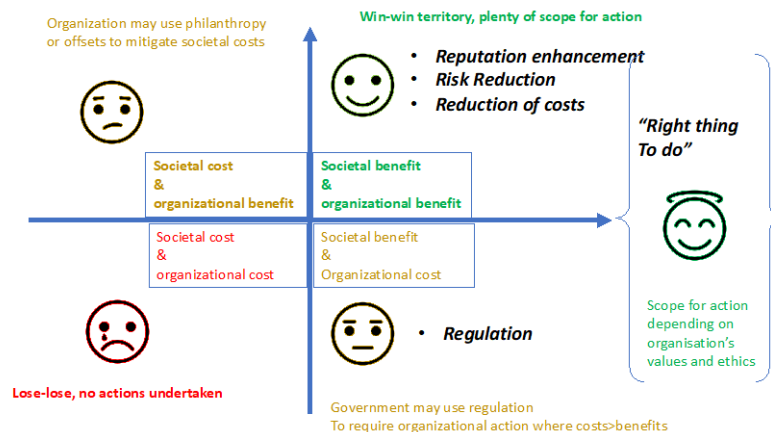 Organization may use philanthropy
or offsets to mitigate societal costs
Win-win territory, plenty of scope for action
• Reputation enhancement
• Risk Reduction
• Reduction of costs
“Right thing
To do”
Societal cost
&
organizational benefit
Societal benefit
&
organizational benefit
Societal cost
&
organizational cost
Societal benefit
&
Organizational cost
• Regulation
Scope for action
depending on
organisation’s
values and ethics
Lose-lose, no actions undertaken
Government may use regulation
To require organizational action where costs>benefits